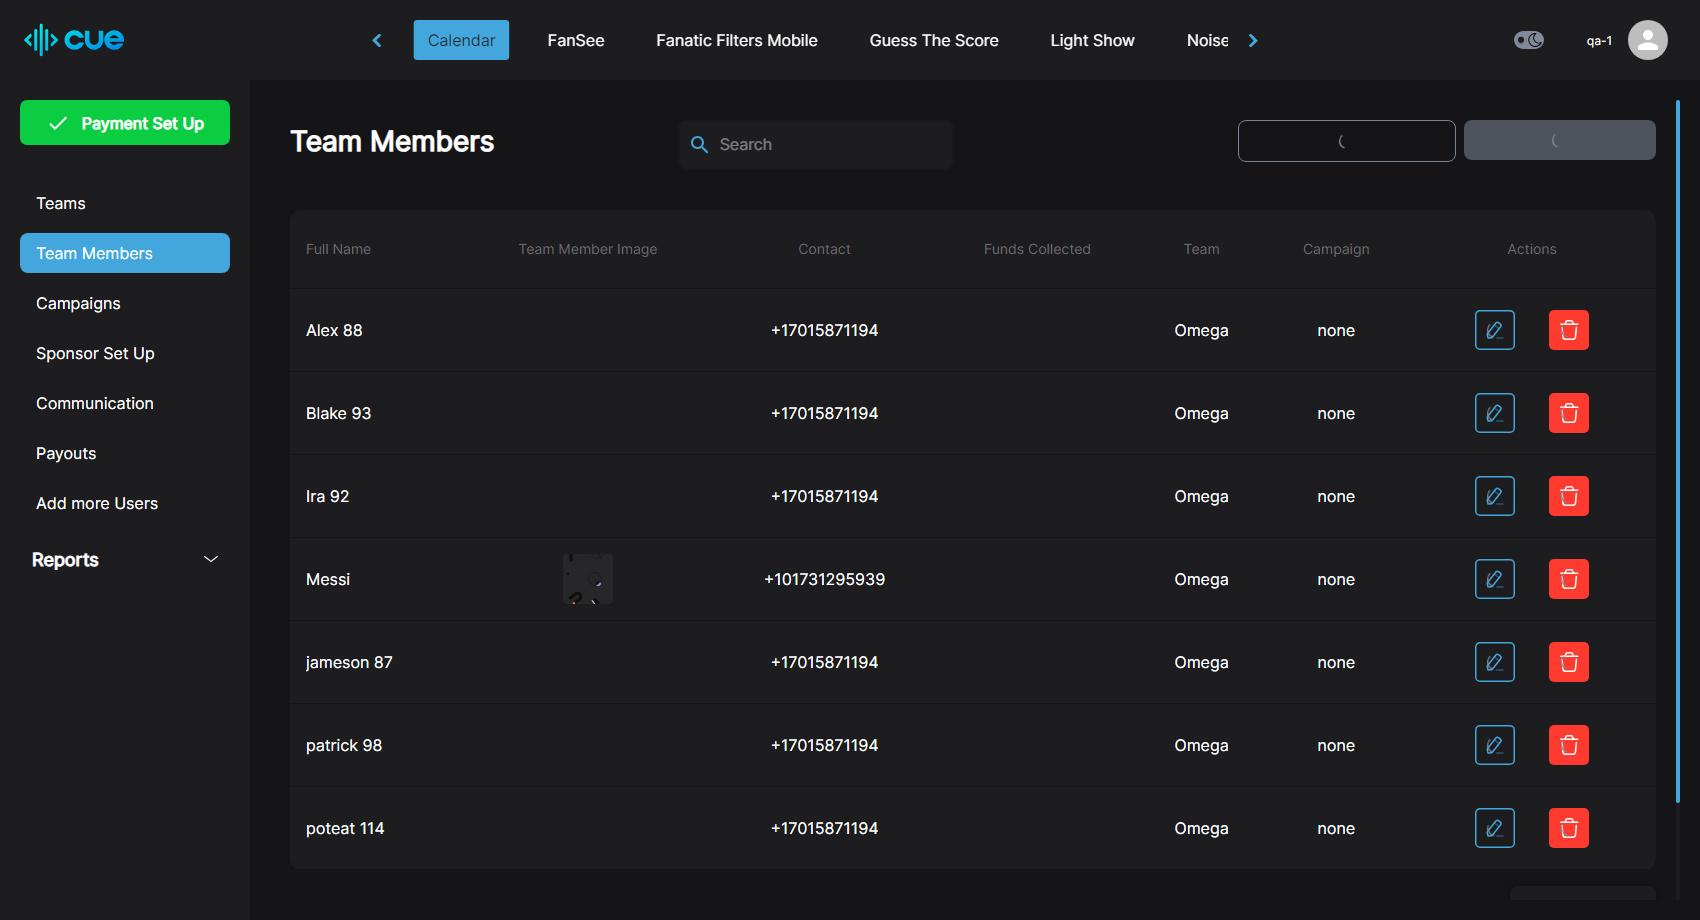 cue
Calendar
FanSee
Fanatic Filters Mobile
Guess The Score
Light Show
Noise
qa-1
Payment Set Up
Teams
Team Members
Campaigns
Sponsor Set Up
Communication
Payouts
Add more Users
Reports
Team Members
Search
Full Name Team Member Image Contact Funds Collected Team Campaign Actions
Alex 88 +17015871194 Omega none
Blake 93 +17015871194 Omega none
Ira 92 +17015871194 Omega none
Messi +101731295939 Omega none
jameson 87 +17015871194 Omega none
patrick 98 +17015871194 Omega none
poteat 114 +17015871194 Omega none